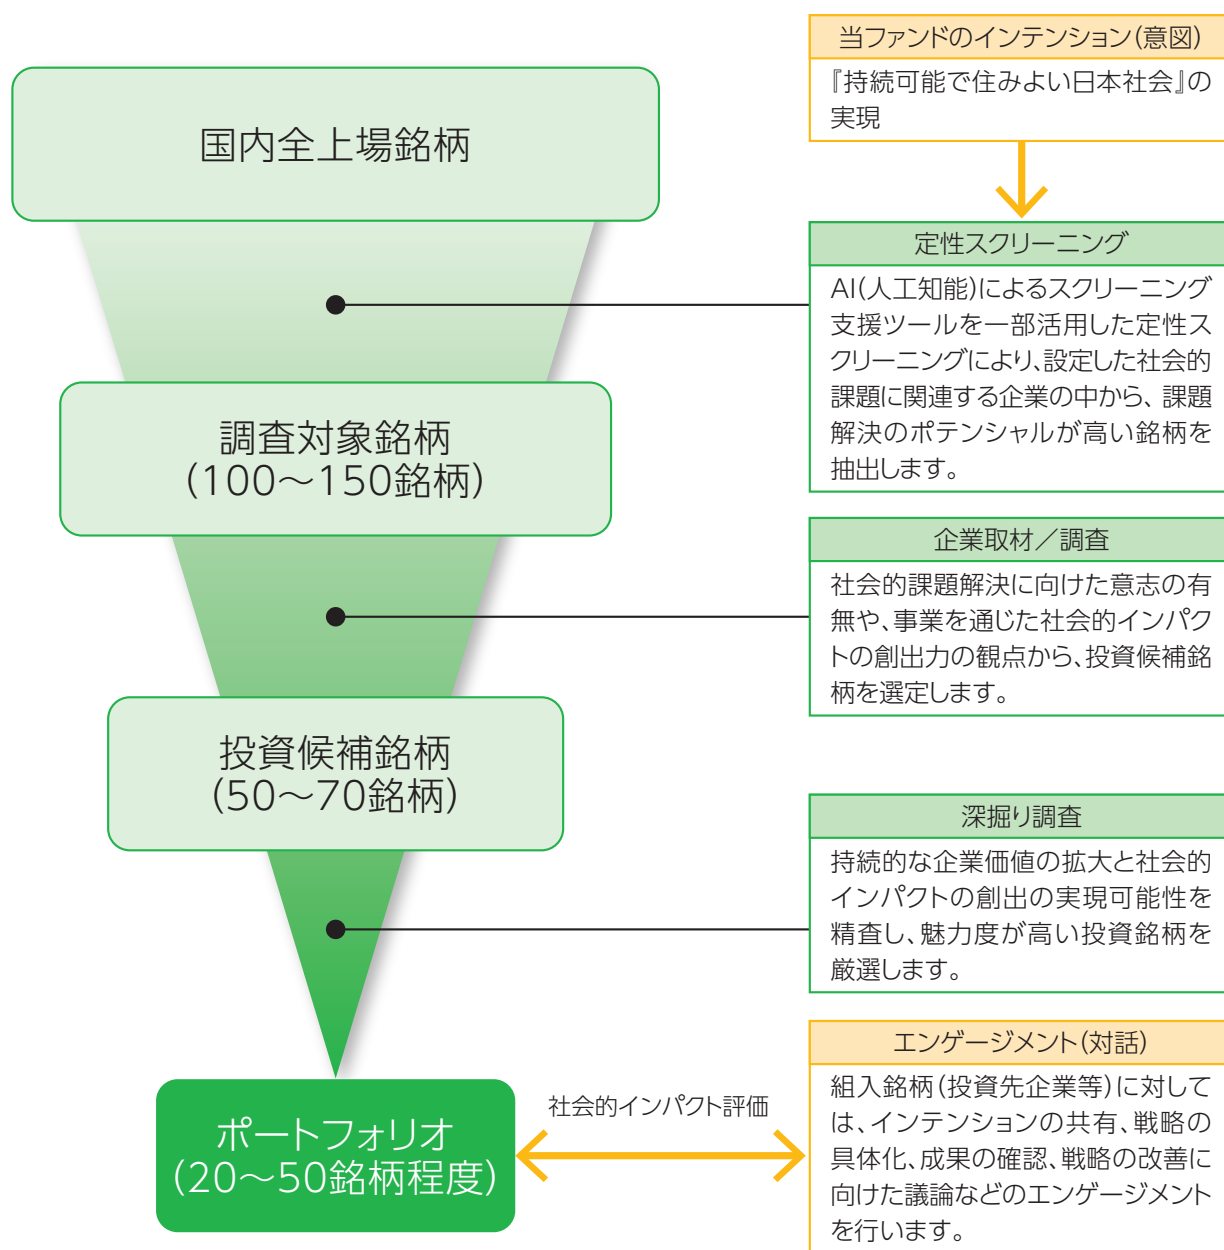 当ファンドのインテンション(意図)
『持続可能で住みよい日本社会』の
実現
国内全上場銘柄
定性スクリーニング
AI(人工知能)によるスクリーニング
支援ツールを一部活用した定性ス
クリーニングにより、設定した社会的
課題に関連する企業の中から、課題
解決のポテンシャルが高い銘柄を
抽出します。
調査対象銘柄
(100～150銘柄)
企業取材／調査
社会的課題解決に向けた意志の有
無や、事業を通じた社会的インパク
トの創出力の観点から、投資候補銘
柄を選定します。
投資候補銘柄
(50～70銘柄)
深掘り調査
持続的な企業価値の拡大と社会的
インパクトの創出の実現可能性を
精査し、魅力度が高い投資銘柄を
厳選します。
ポートフォリオ
(20～50銘柄程度)
社会的インパクト評価
エンゲージメント(対話)
組入銘柄(投資先企業等)に対して
は、インテンションの共有、戦略の
具体化、成果の確認、戦略の改善に
向けた議論などのエンゲージメント
を行います。